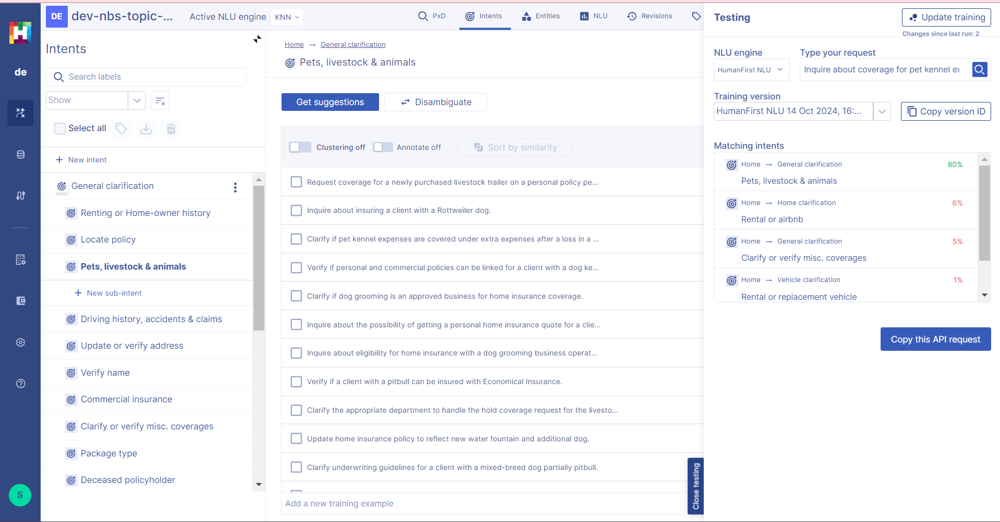 DE
dev-nbs-topic-...
Active NLU engine
KNN
PxD
Intents
Entities
NLU
Revisions
de
S
Intents
Search labels
Show
Select all
New intent
General clarification
Renting or Home-owner history
Locate policy
Pets, livestock & animals
New sub-intent
Driving history, accidents & claims
Update or verify address
Verify name
Commercial insurance
Clarify or verify misc. coverages
Package type
Deceased policyholder
Home → General clarification
Pets, livestock & animals
Get suggestions
Disambiguate
Clustering off
Annotate off
Sort by similarity
Request coverage for a newly purchased livestock trailer on a personal policy pe...
Inquire about insuring a client with a Rottweiler dog.
Clarify if pet kennel expenses are covered under extra expenses after a loss in a ...
Verify if personal and commercial policies can be linked for a client with a dog ke...
Clarify if dog grooming is an approved business for home insurance coverage.
Inquire about the possibility of getting a personal home insurance quote for a clie...
Inquire about eligibility for home insurance with a dog grooming business operat...
Verify if a client with a pitbull can be insured with Economical Insurance.
Clarify the appropriate department to handle the hold coverage request for the livesto...
Update home insurance policy to reflect new water fountain and additional dog.
Clarify underwriting guidelines for a client with a mixed-breed dog partially pitbull.
Add a new training example
Close testing
Testing
Update training
Changes since last run: 2
NLU engine
HumanFirst NLU
Type your request
Inquire about coverage for pet kennel ex
Training version
HumanFirst NLU 14 Oct 2024, 16:...
Copy version ID
Matching intents
Home → General clarification 80%
Pets, livestock & animals
Home → Home clarification 6%
Rental or airbnb
Home → General clarification 5%
Clarify or verify misc. coverages
Home → Vehicle clarification 1%
Rental or replacement vehicle
Copy this API request